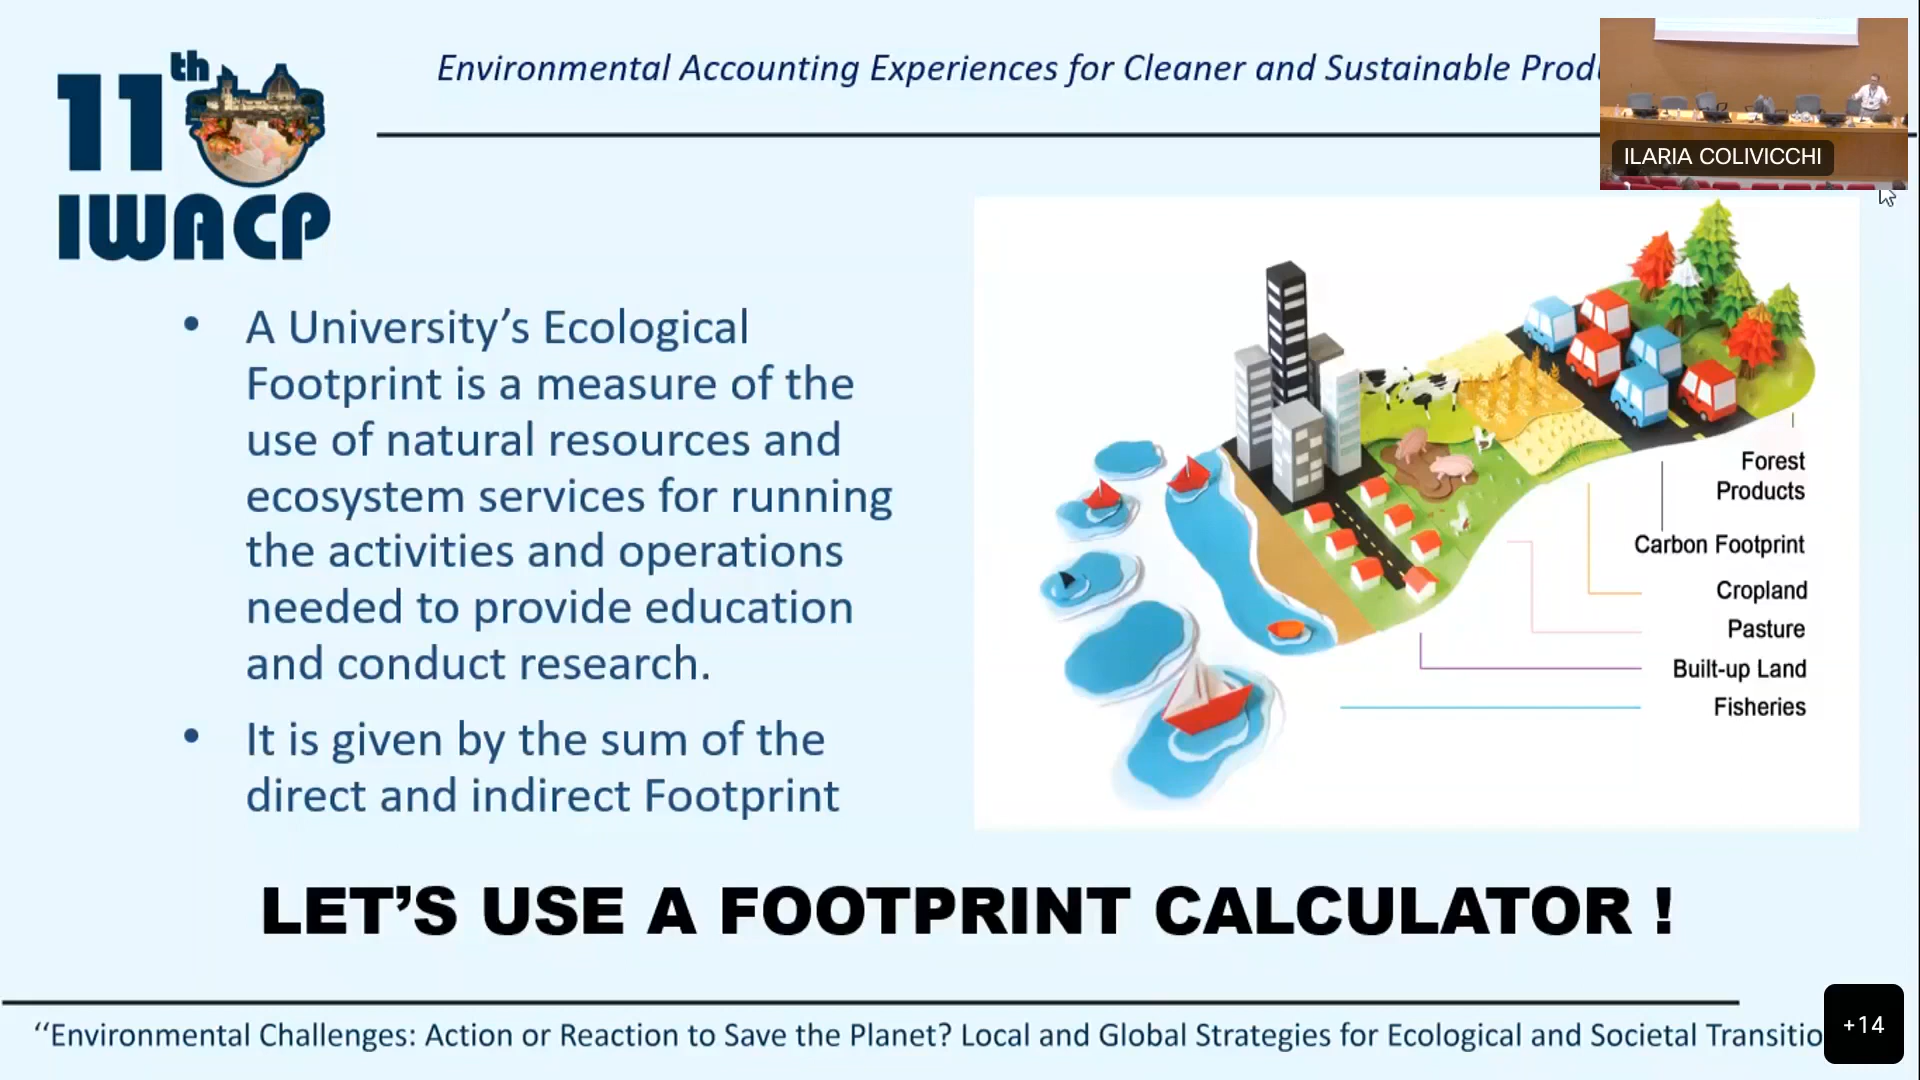 11th
IWACP
Environmental Accounting Experiences for Cleaner and Sustainable Produ
ILARIA COLIVICCHI
• A University’s Ecological
Footprint is a measure of the
use of natural resources and
ecosystem services for running
the activities and operations
needed to provide education
and conduct research.
• It is given by the sum of the
direct and indirect Footprint
Forest
Products
Carbon Footprint
Cropland
Pasture
Built-up Land
Fisheries
LET’S USE A FOOTPRINT CALCULATOR !
“Environmental Challenges: Action or Reaction to Save the Planet? Local and Global Strategies for Ecological and Societal Transitio
+14